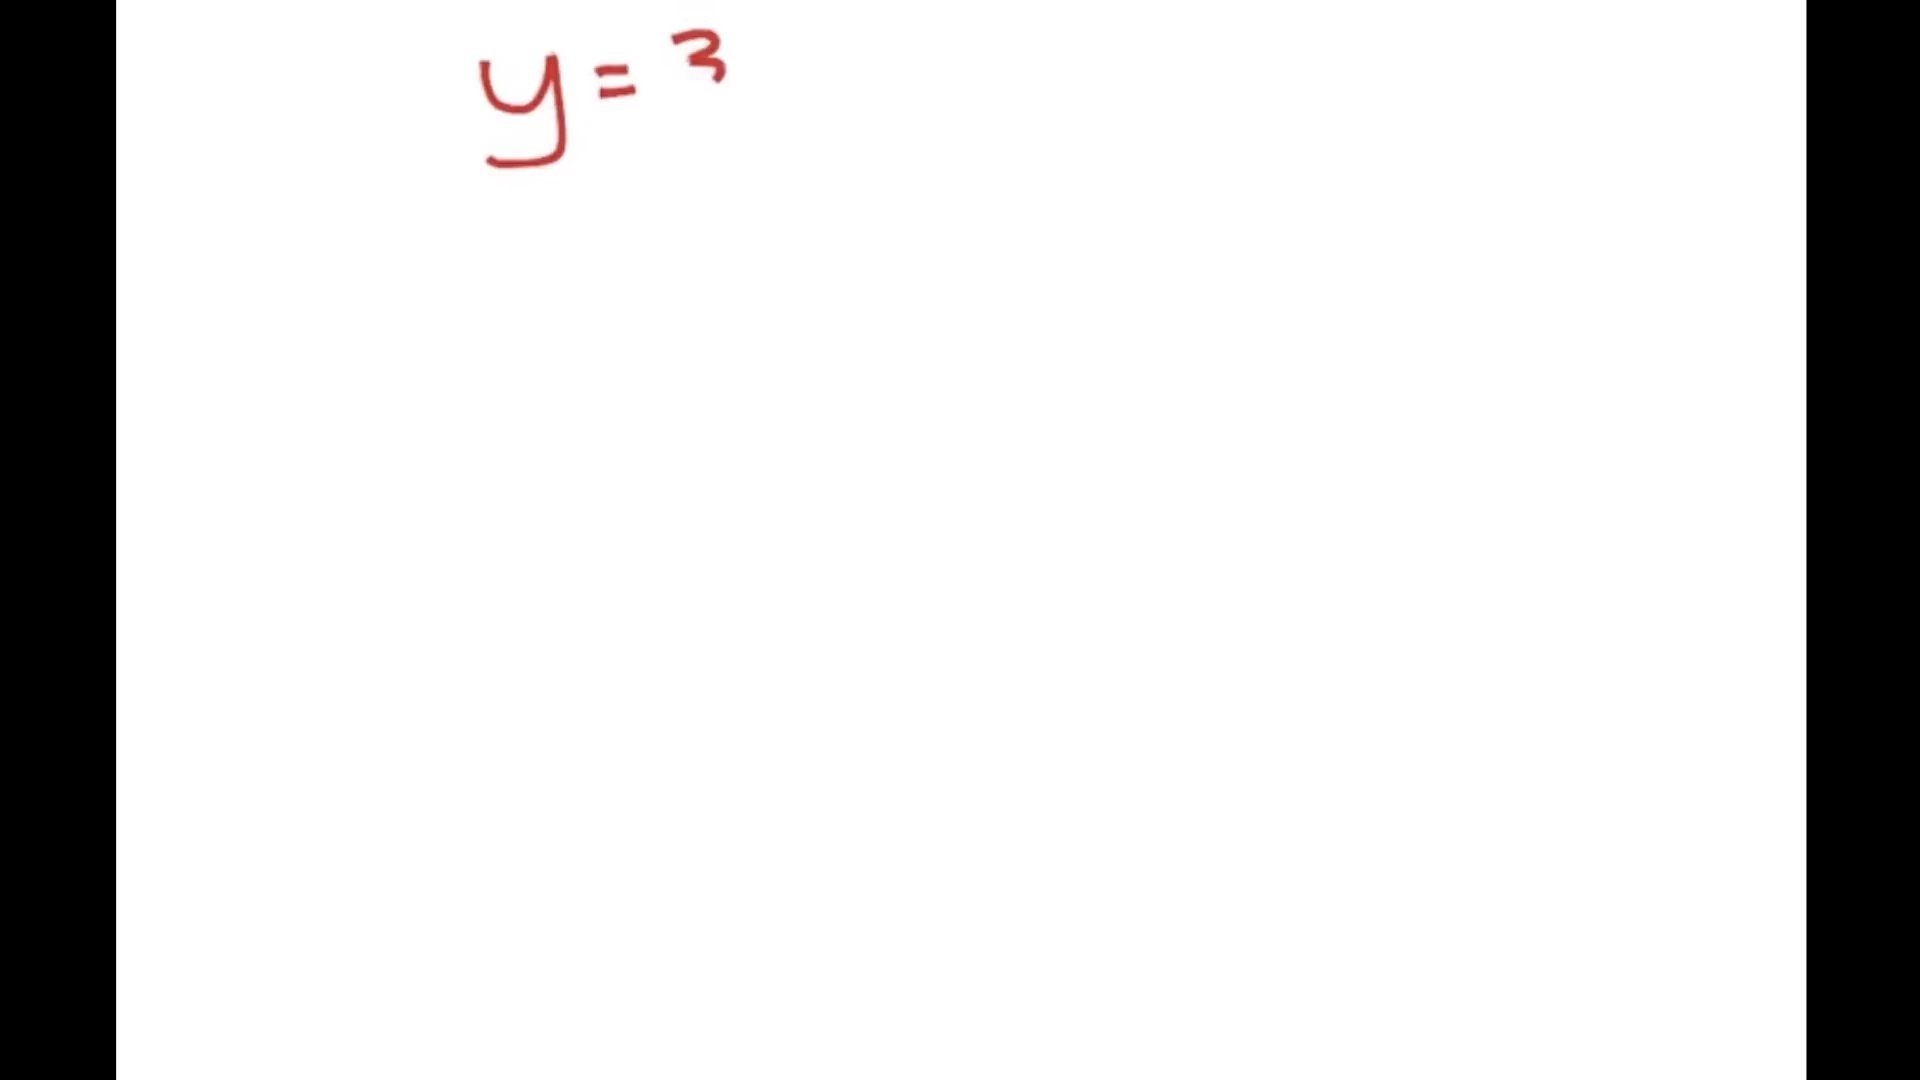 y = 3